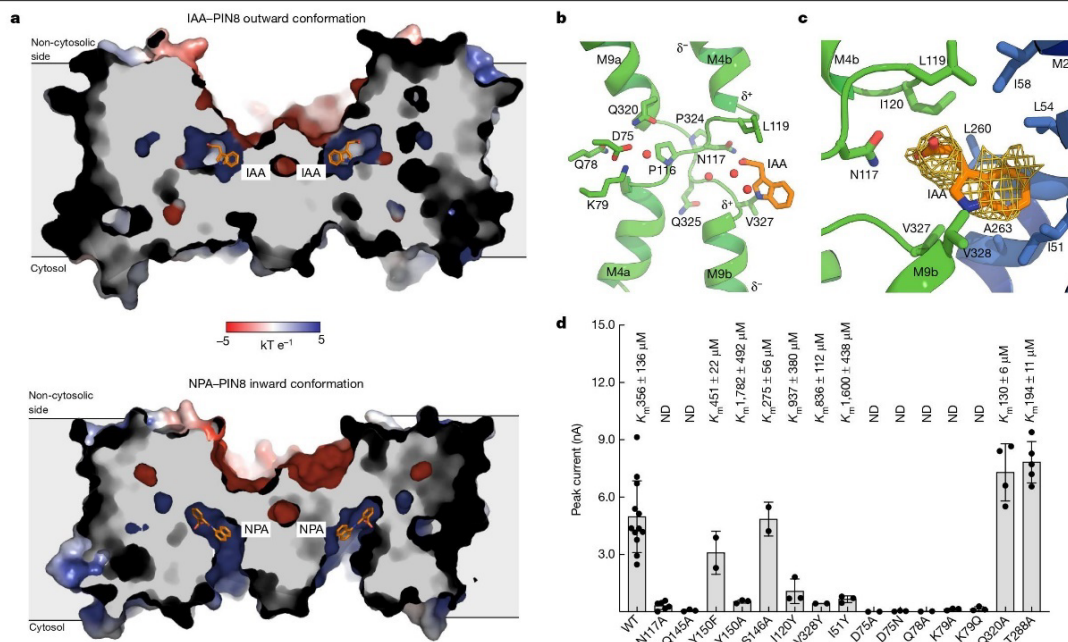 a
IAA–PIN8 outward conformation
Non-cytosolic
side
IAA
IAA
Cytosol
−5
5
kT e−1
NPA–PIN8 inward conformation
Non-cytosolic
side
NPA
NPA
Cytosol
b
M9a
M4b
δ−
δ+
Q320
P324
L119
D75
N117
IAA
Q78
P116
K79
δ+
Q325
V327
M4a
M9b
δ−
c
M4b
L119
M2
I58
I120
L54
L260
N117
IAA
A263
V327
V328
I51
M9b
d
Peak current (nA)
15.0
12.0
9.0
6.0
3.0
Km 356 ± 136 μM
ND
ND
Km 451 ± 22 μM
Km 1,782 ± 492 μM
Km 275 ± 56 μM
Km 937 ± 380 μM
Km 836 ± 112 μM
Km 1,600 ± 438 μM
ND
ND
ND
ND
ND
Km 130 ± 6 μM
Km 194 ± 11 μM
WT
N117A
Q145A
Y150F
Y150A
S146A
I120Y
V328Y
I51Y
D75A
D75N
Q78A
K79A
K79Q
Q320A